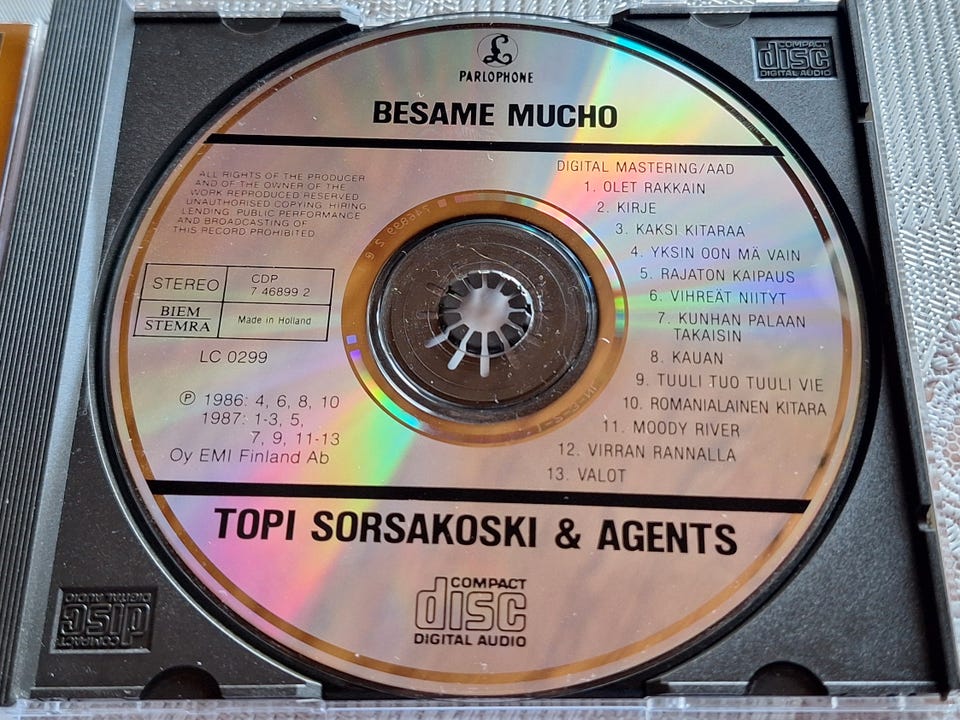 £
PARLOPHONE
BESAME MUCHO
COMPACT
disc
DIGITAL AUDIO
ALL RIGHTS OF THE PRODUCER
AND OF THE OWNER OF THE
WORK REPRODUCED RESERVED
UNAUTHORISED COPYING, HIRING
LENDING, PUBLIC PERFORMANCE
AND BROADCASTING OF
THIS RECORD PROHIBITED.
STEREO
CDP
7 46899 2
BIEM
STEMRA
Made in Holland
LC 0299
℗ 1986: 4, 6, 8, 10
1987: 1-3, 5,
7, 9, 11-13
Oy EMI Finland Ab
DIGITAL MASTERING/AAD
1. OLET RAKKAIN
2. KIRJE
3. KAKSI KITARAA
4. YKSIN OON MÄ VAIN
5. RAJATON KAIPAUS
6. VIHREÄT NIITYT
7. KUNHAN PALAAN
TAKAISIN
8. KAUAN
9. TUULI TUO TUULI VIE
10. ROMANIALAINEN KITARA
11. MOODY RIVER
12. VIRRAN RANNALLA
13. VALOT
TOPI SORSAKOSKI & AGENTS
COMPACT
disc
DIGITAL AUDIO
COMPACT
disc
DIGITAL AUDIO